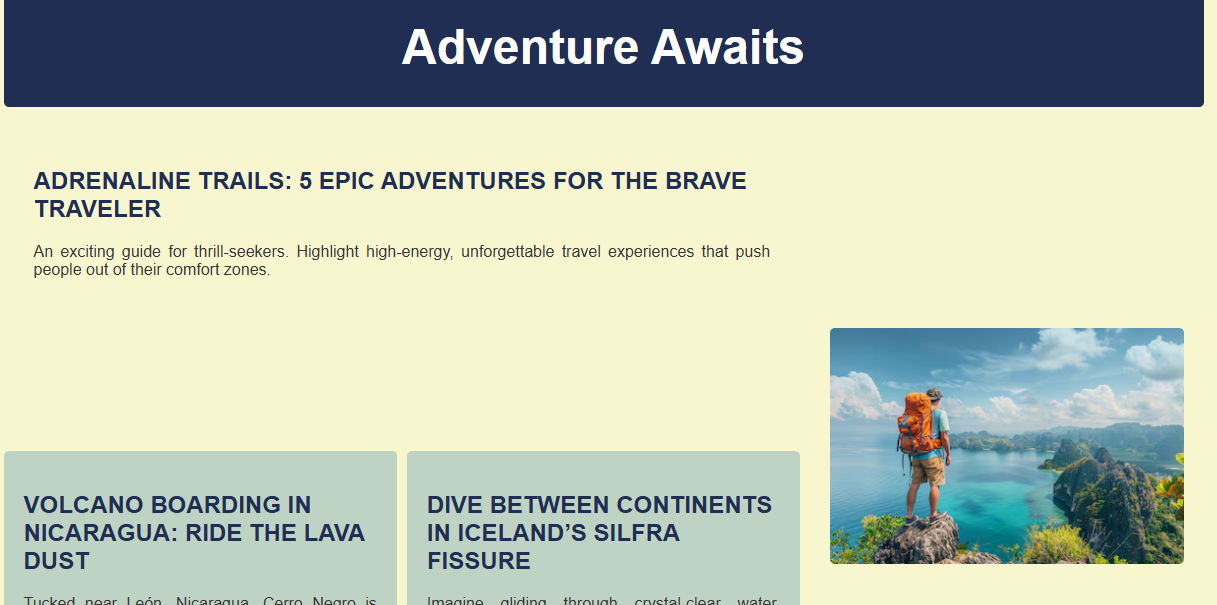 Adventure Awaits
ADRENALINE TRAILS: 5 EPIC ADVENTURES FOR THE BRAVE
TRAVELER
An exciting guide for thrill-seekers. Highlight high-energy, unforgettable travel experiences that push
people out of their comfort zones.
VOLCANO BOARDING IN
NICARAGUA: RIDE THE LAVA
DUST
Tucked near León, Nicaragua, Cerro Negro is
DIVE BETWEEN CONTINENTS
IN ICELAND’S SILFRA
FISSURE
Imagine gliding through crystal-clear water